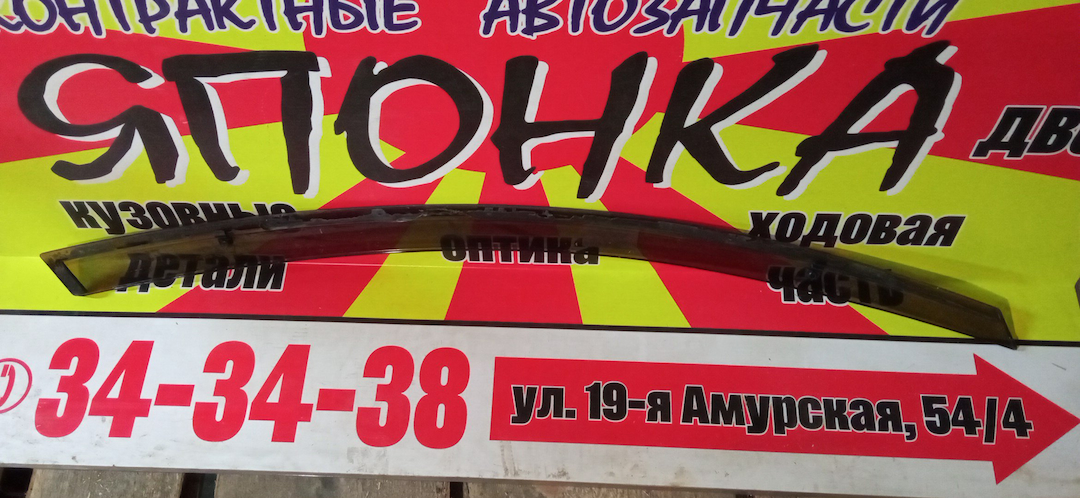 КОНТРАКТНЫЕ АВТОЗАПЧАСТИ
ЯПОНКА
кузовные
детали
оптика
ходовая
часть
34-34-38
ул. 19-я Амурская, 54/4